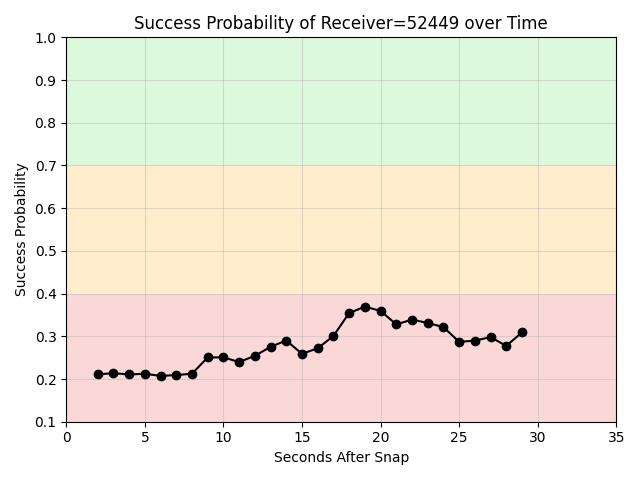 Success Probability of Receiver=52449 over Time
1.0
0.9
0.8
0.7
0.6
0.5
0.4
0.3
0.2
0.1
Success Probability
0 5 10 15 20 25 30 35
Seconds After Snap